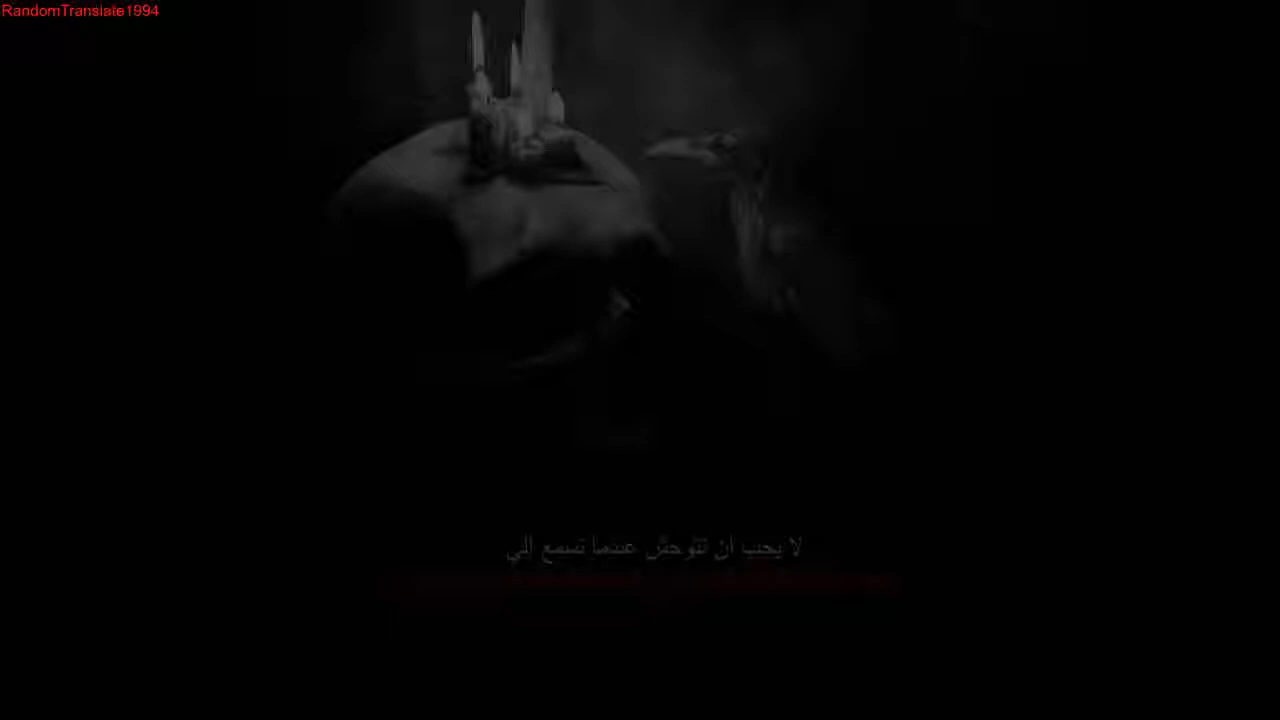 RandomTranslate1994
لا يجب ان تتوحش عندما تسمع الي